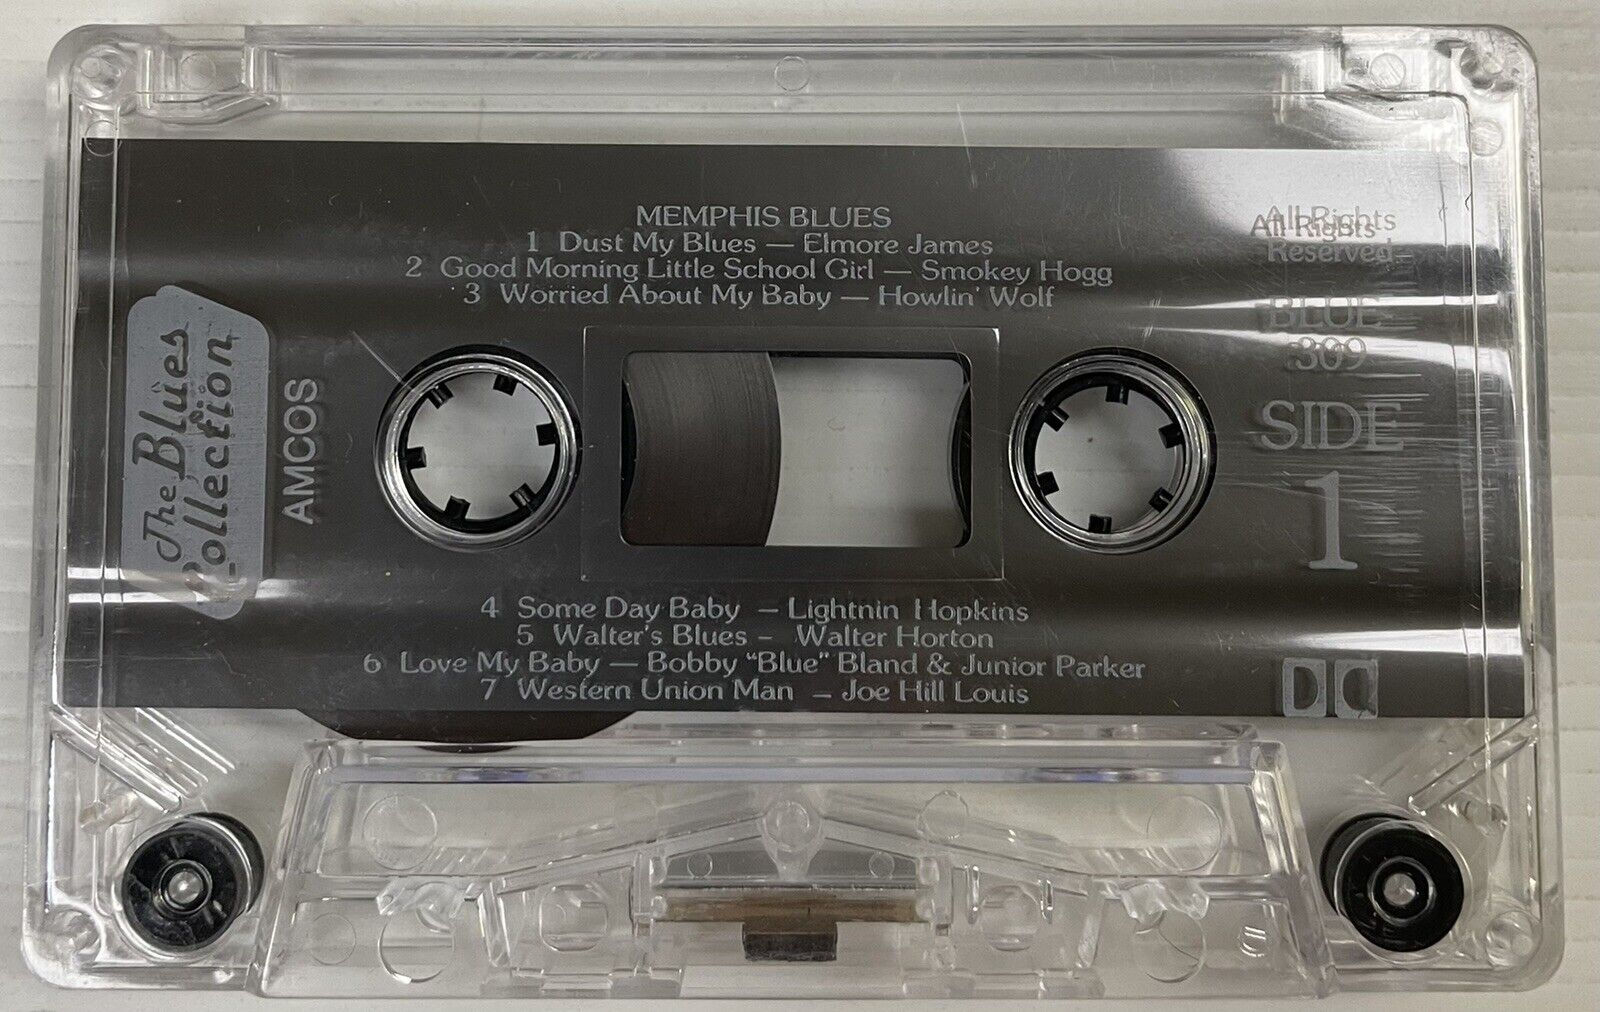 MEMPHIS BLUES
1 Dust My Blues — Elmore James
2 Good Morning Little School Girl — Smokey Hogg
3 Worried About My Baby — Howlin' Wolf
The Blues
Collection
AMCOS
All Rights
All Rights
Reserved
BLUE
309
SIDE
1
4 Some Day Baby — Lightnin Hopkins
5 Walter's Blues - Walter Horton
6 Love My Baby — Bobby "Blue" Bland & Junior Parker
7 Western Union Man — Joe Hill Louis